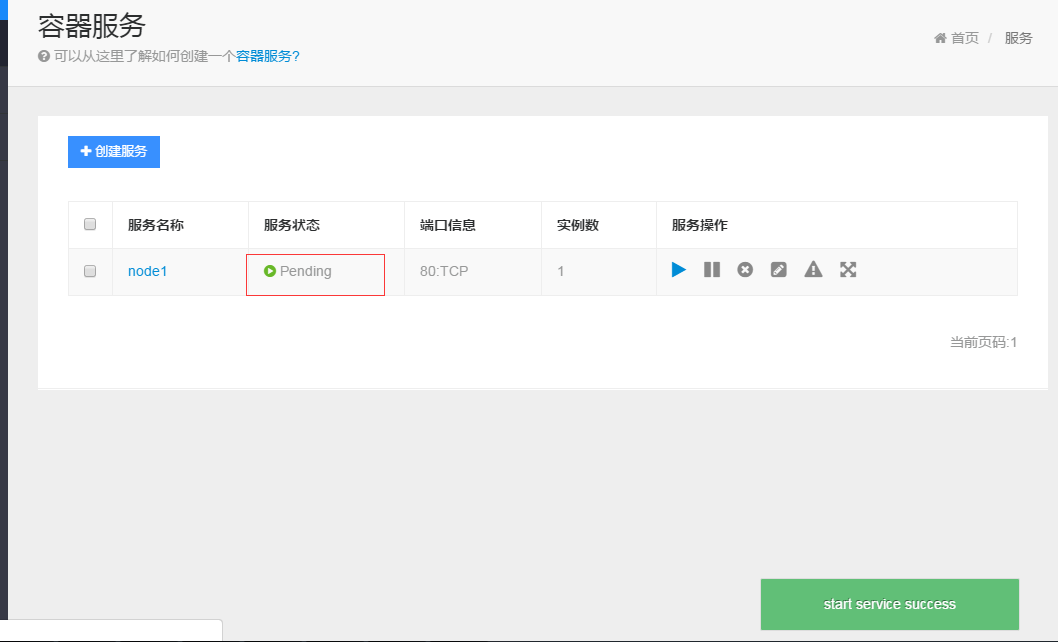 容器服务
可以从这里了解如何创建一个容器服务?
首页 / 服务
创建服务
服务名称 服务状态 端口信息 实例数 服务操作
node1 Pending 80:TCP 1
当前页码:1
start service success